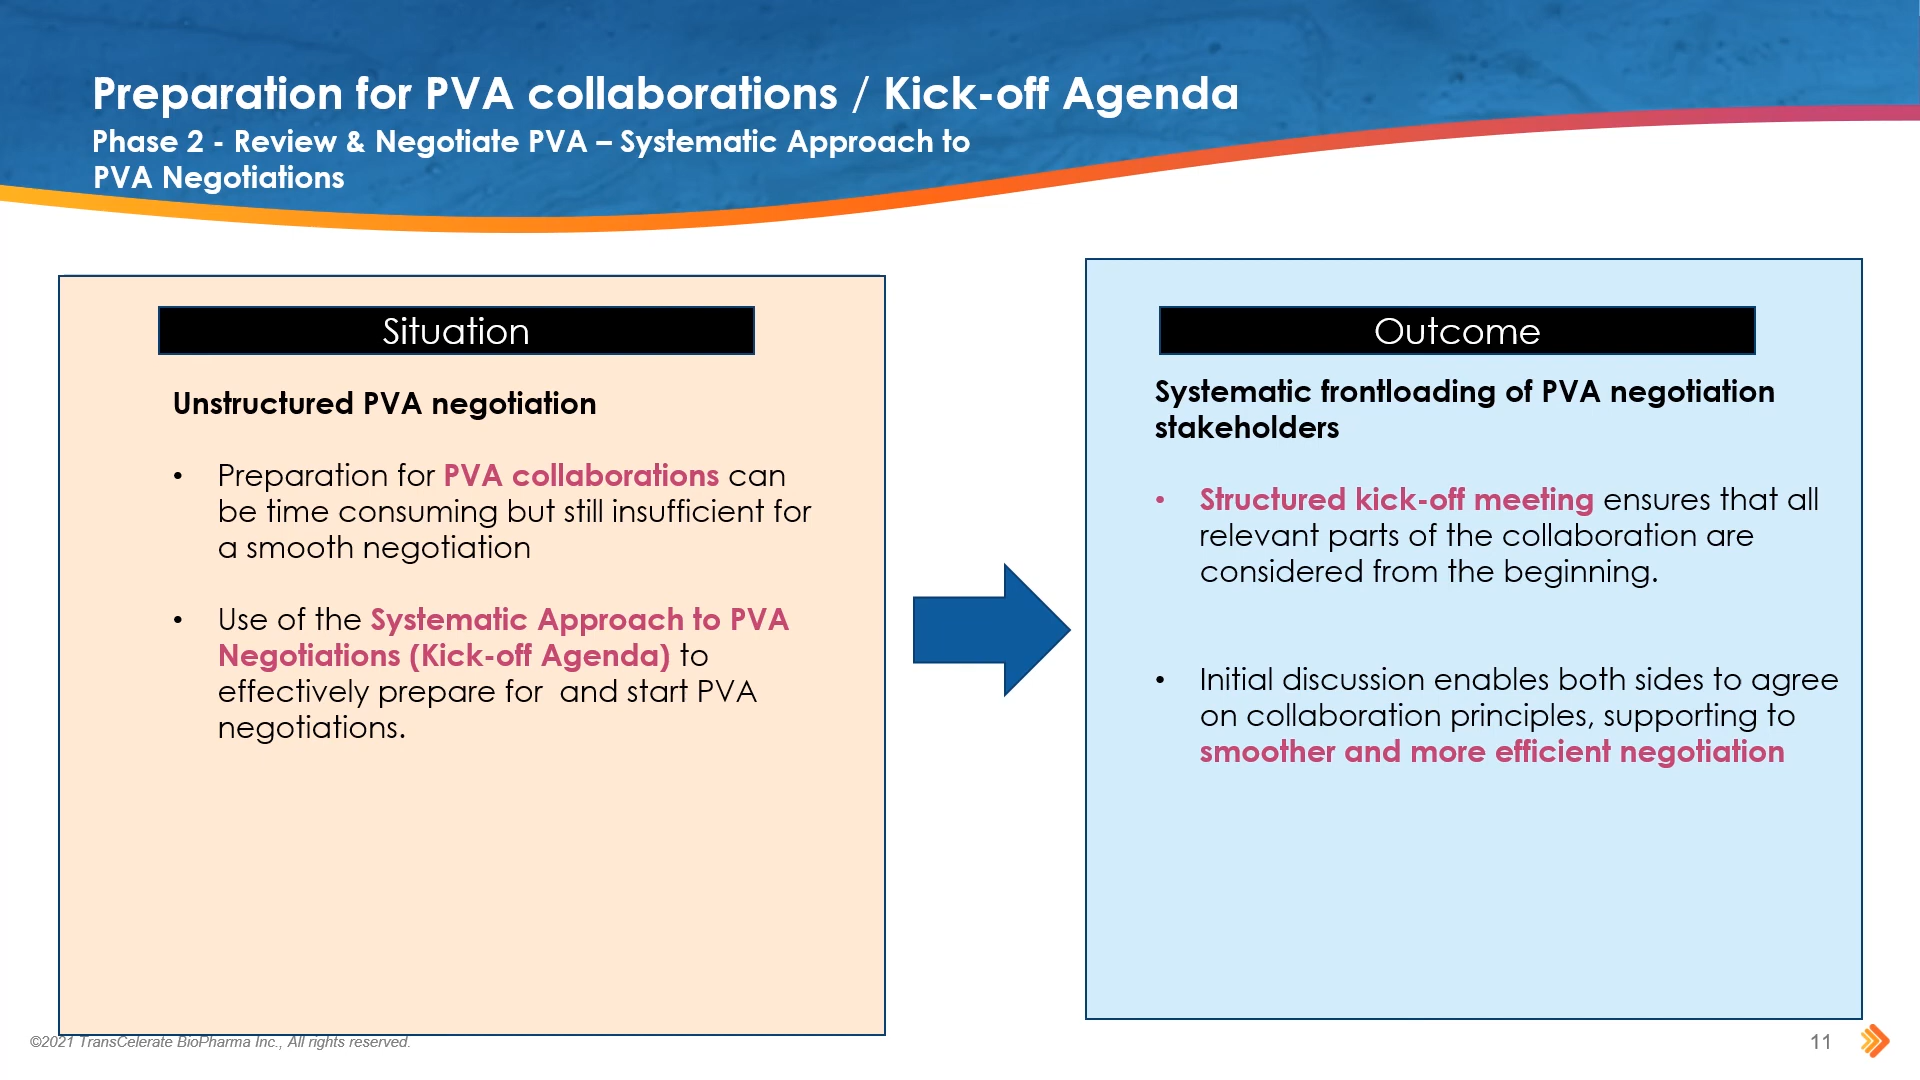 Preparation for PVA collaborations / Kick-off Agenda
Phase 2 - Review & Negotiate PVA – Systematic Approach to
PVA Negotiations
Situation
Unstructured PVA negotiation
• Preparation for PVA collaborations can
be time consuming but still insufficient for
a smooth negotiation
• Use of the Systematic Approach to PVA
Negotiations (Kick-off Agenda) to
effectively prepare for  and start PVA
negotiations.
Outcome
Systematic frontloading of PVA negotiation
stakeholders
• Structured kick-off meeting ensures that all
relevant parts of the collaboration are
considered from the beginning.
• Initial discussion enables both sides to agree
on collaboration principles, supporting to
smoother and more efficient negotiation
©2021 TransCelerate BioPharma Inc., All rights reserved.
11